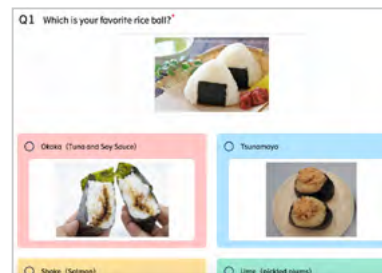 Q1 Which is your favorite rice ball?*
Okaka (Tuna and Soy Sauce)
Tsunamayo
Shake (Salmon)
Ume (pickled plums)